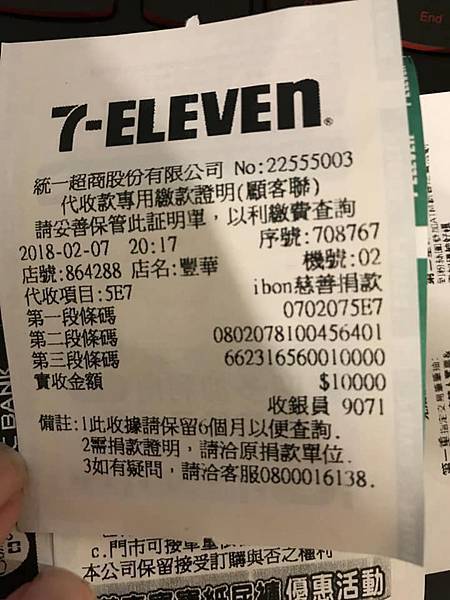 End
7-ELEVEn®
統一超商股份有限公司 No:22555003
代收款專用繳款證明(顧客聯)
請妥善保管此証明單，以利繳費查詢
2018-02-07 20:17 序號:708767
店號:864288 店名:豐華 機號:02
代收項目:5E7 ibon慈善捐款
第一段條碼 0702075E7
第二段條碼 0802078100456401
第三段條碼 662316560010000
實收金額 $10000
收銀員 9071
備註:1此收據請保留6個月以便查詢.
2需捐款證明，請洽原捐款單位.
3如有疑問，請洽客服0800016138.
BANK
c.門市可接單量
本公司保留接受訂購與否之權利
優惠活動